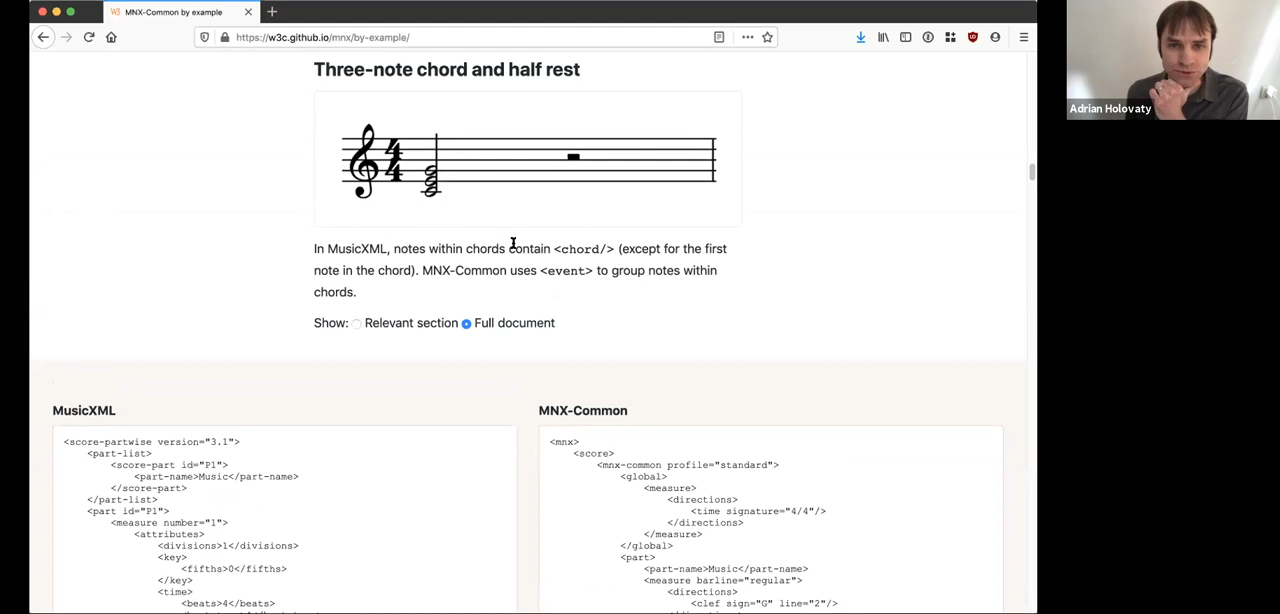 W3 MNX-Common by example
https://w3c.github.io/mnx/by-example/
Three-note chord and half rest
4
4
In MusicXML, notes within chords contain <chord/> (except for the first
note in the chord). MNX-Common uses <event> to group notes within
chords.
Show: Relevant section Full document
MusicXML
<score-partwise version="3.1">
<part-list>
<score-part id="P1">
<part-name>Music</part-name>
</score-part>
</part-list>
<part id="P1">
<measure number="1">
<attributes>
<divisions>1</divisions>
<key>
<fifths>0</fifths>
</key>
<time>
<beats>4</beats>
MNX-Common
<mnx>
<score>
<mnx-common profile="standard">
<global>
<measure>
<directions>
<time signature="4/4"/>
</directions>
</measure>
</global>
<part>
<part-name>Music</part-name>
<measure barline="regular">
<directions>
<clef sign="G" line="2"/>
Adrian Holovaty